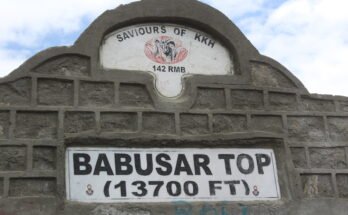 SAVIOURS OF KKH
142 RMB
BABUSAR TOP
(13700 FT)